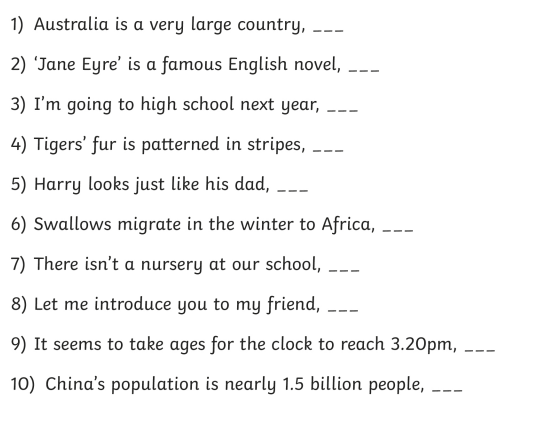 1) Australia is a very large country, ___
2) ‘Jane Eyre’ is a famous English novel, ___
3) I’m going to high school next year, ___
4) Tigers’ fur is patterned in stripes, ___
5) Harry looks just like his dad, ___
6) Swallows migrate in the winter to Africa, ___
7) There isn’t a nursery at our school, ___
8) Let me introduce you to my friend, ___
9) It seems to take ages for the clock to reach 3.20pm, ___
10) China’s population is nearly 1.5 billion people, ___